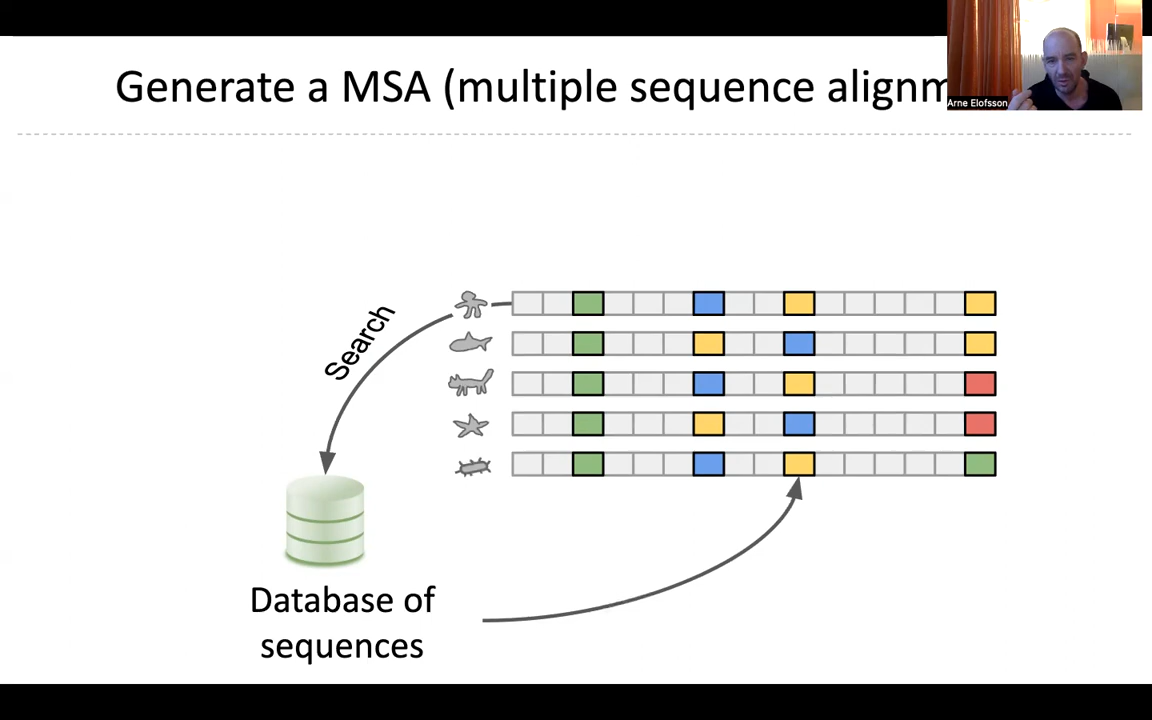 Generate a MSA (multiple sequence alignm
Arne Elofsson
Search
Database of
sequences